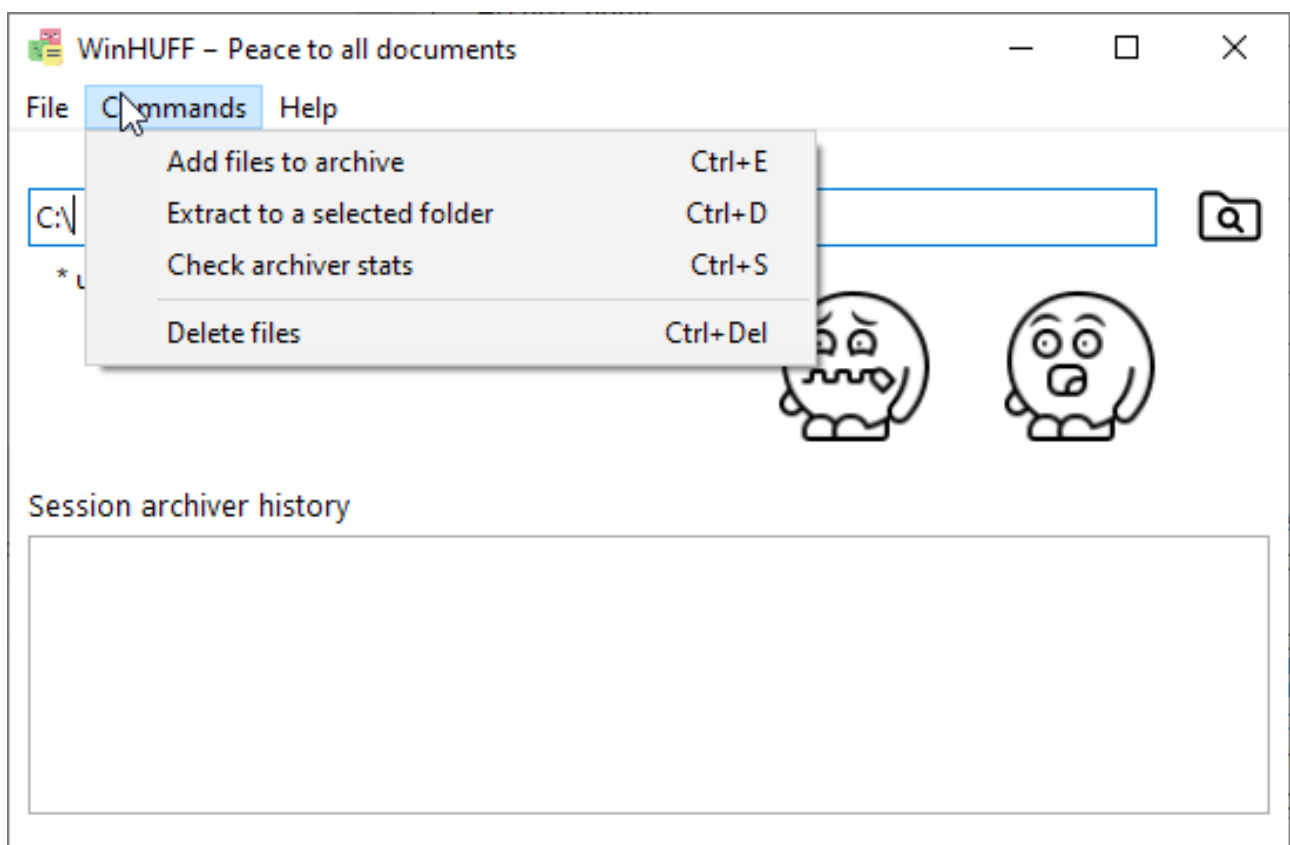 WinHUFF – Peace to all documents
File Commands Help
Add files to archive Ctrl+E
C:\ Extract to a selected folder Ctrl+D
Check archiver stats Ctrl+S
Delete files Ctrl+Del
Session archiver history